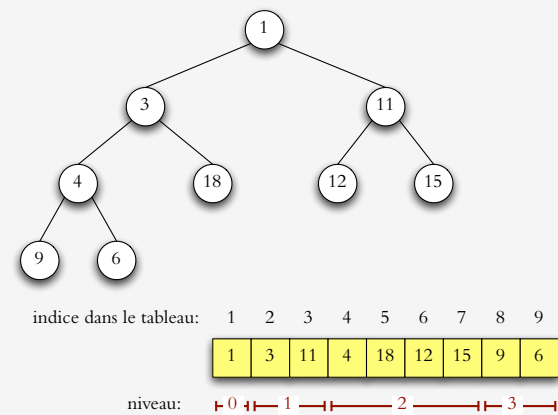 1
3 11
4 18 12 15
9 6
indice dans le tableau: 1 2 3 4 5 6 7 8 9
1 3 11 4 18 12 15 9 6
niveau: 0 1 2 3